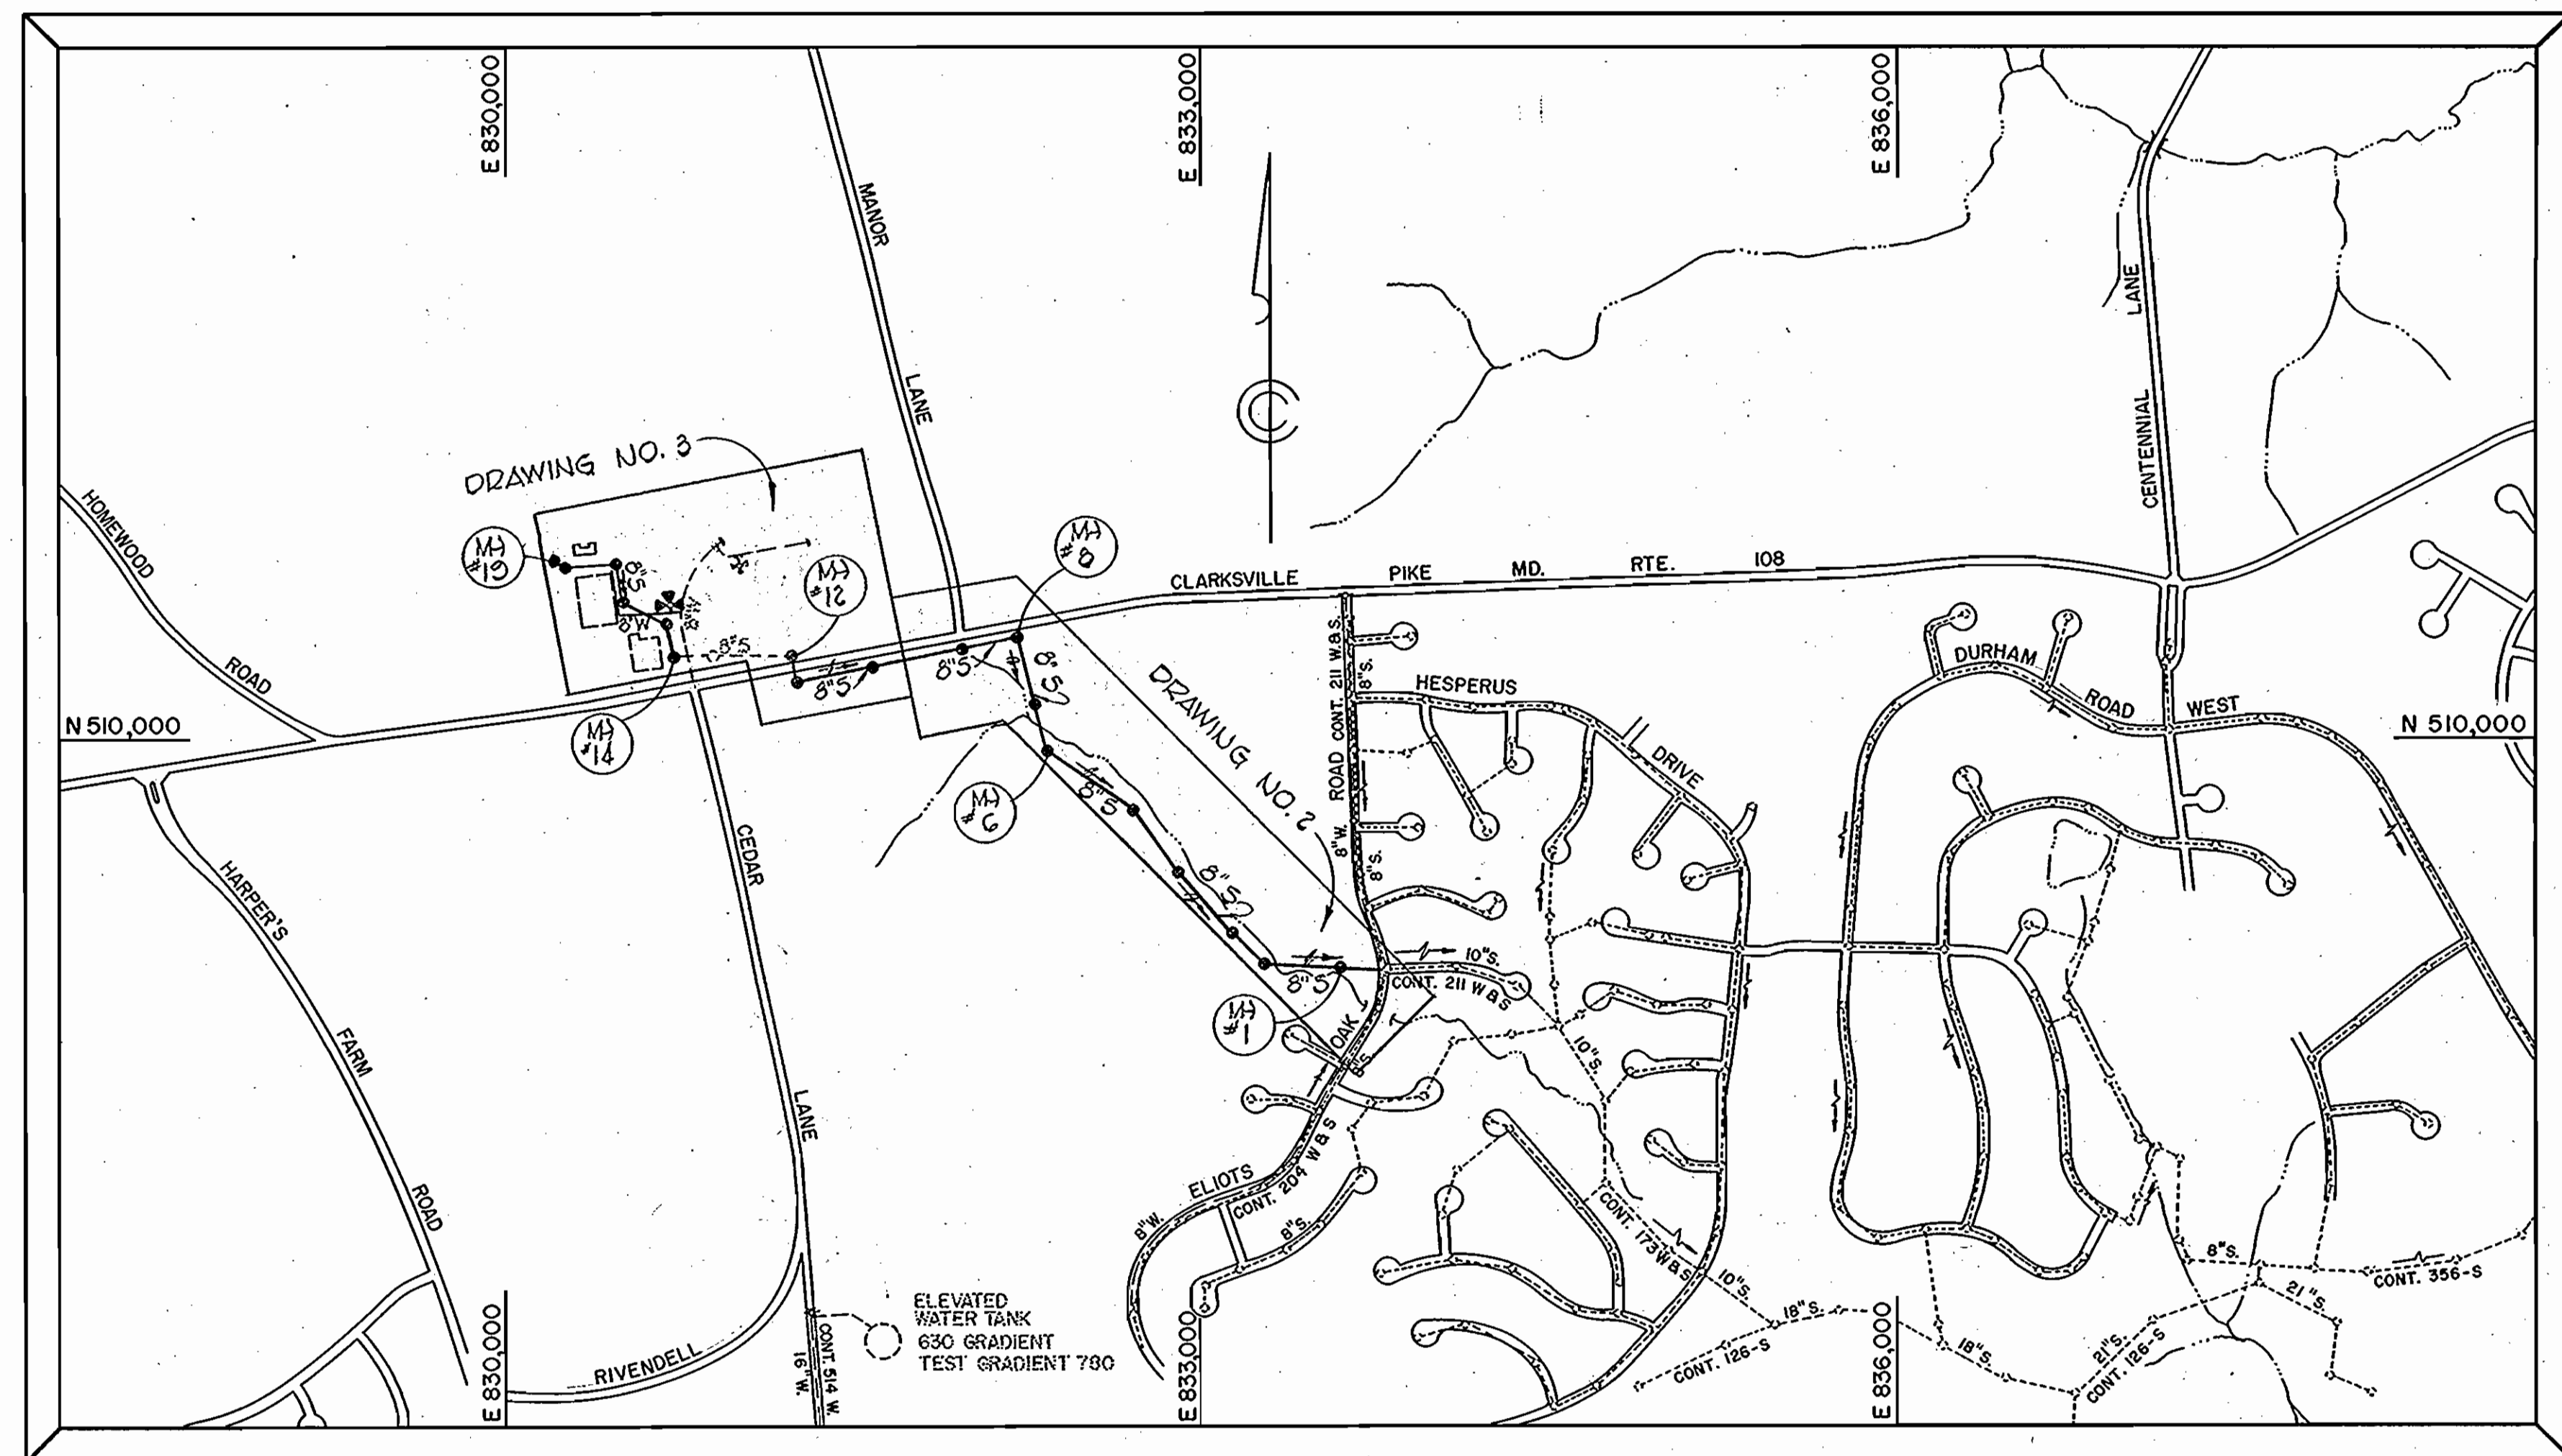 E 830,000
E 833,000
E 836,000
MANOR
LANE
LANE
CENTENNIAL
DRAWING NO. 3
HOMEWOOD
ROAD
MH #19
8"S
8"W
8"S
MH #12
MH #8
CLARKSVILLE PIKE MD. RTE. 108
8"S
8"S
8"S
MH #14
N 510,000
N 510,000
DRAWING NO. 2
ROAD CONT. 211 W.&S.
8"S.
8"W.
8"S.
HESPERUS
DRIVE
DURHAM
ROAD
WEST
MH #6
8"S
8"S
8"S
MH #1
10"S.
CONT. 211 W & S
OAK
8"S.
10"S.
CEDAR
LANE
HARPER'S
FARM
ROAD
ELIOTS
CONT. 204 W & S
8"W.
8"S.
CONT. 173 W & S
10"S.
18"S.
CONT. 126-S
18"S.
21"S.
CONT. 126-S
8"S.
21"S.
CONT. 356-S
ELEVATED
WATER TANK
630 GRADIENT
TEST GRADIENT 780
RIVENDELL
CONT. 514 W.
16"W.
E 830,000
E 833,000
E 836,000